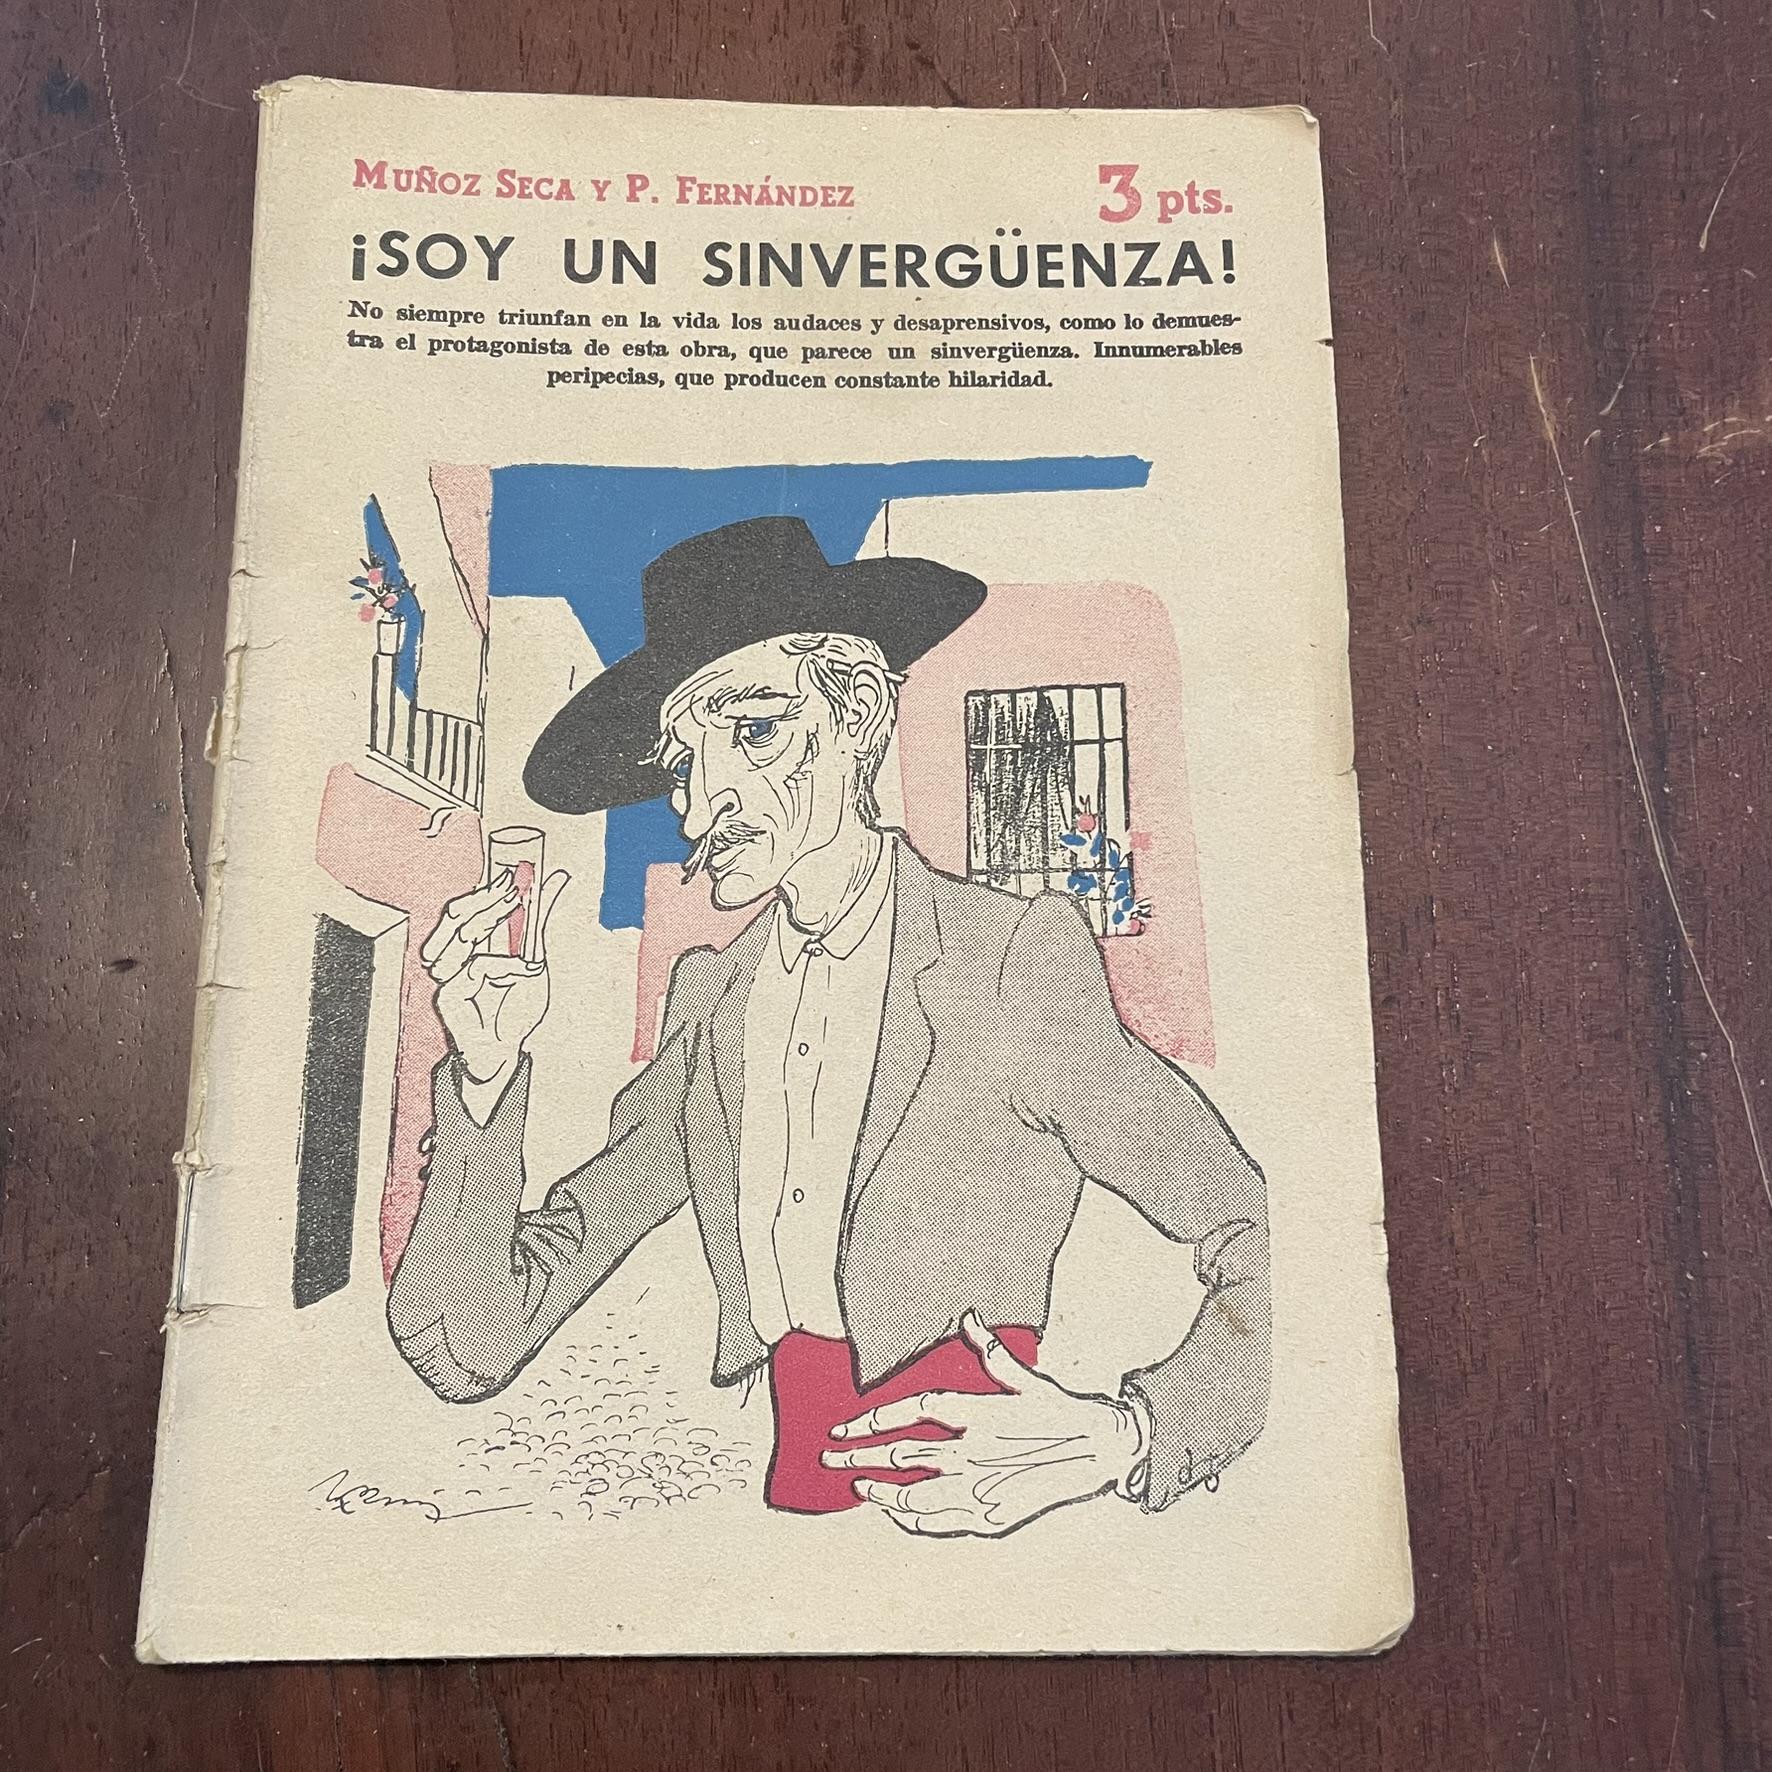 MUÑOZ SECA Y P. FERNÁNDEZ
3 pts.
¡SOY UN SINVERGÜENZA!
No siempre triunfan en la vida los audaces y desaprensivos, como lo demues-
tra el protagonista de esta obra, que parece un sinvergüenza. Innumerables
peripecias, que producen constante hilaridad.